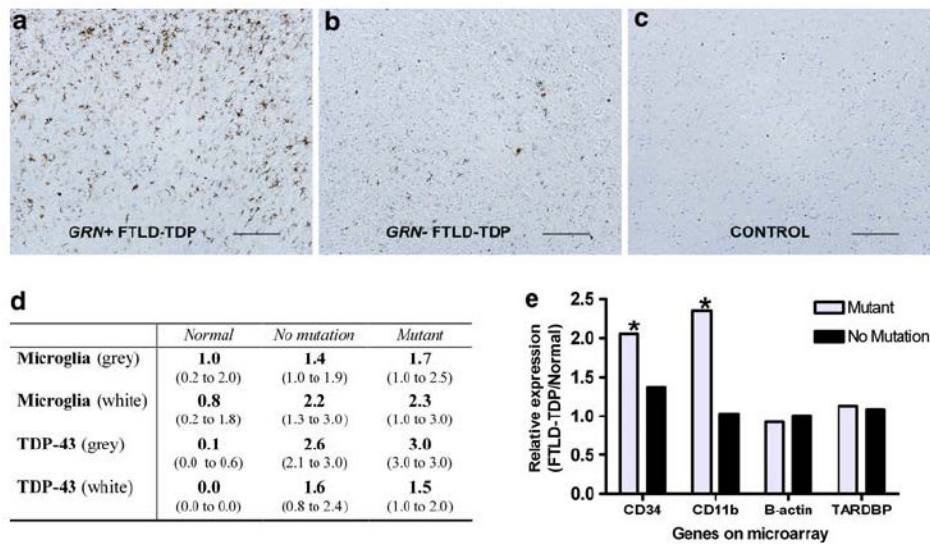 a
b
c
GRN+ FTLD-TDP
GRN- FTLD-TDP
CONTROL
d
Normal No mutation Mutant
Microglia (grey) 1.0 1.4 1.7
(0.2 to 2.0) (1.0 to 1.9) (1.0 to 2.5)
Microglia (white) 0.8 2.2 2.3
(0.2 to 1.8) (1.3 to 3.0) (1.0 to 3.0)
TDP-43 (grey) 0.1 2.6 3.0
(0.0 to 0.6) (2.1 to 3.0) (3.0 to 3.0)
TDP-43 (white) 0.0 1.6 1.5
(0.0 to 0.0) (0.8 to 2.4) (1.0 to 2.0)
e
Relative expression
(FTLD-TDP/Normal)
2.5
2.0
1.5
1.0
0.5
0.0
* *
Mutant
No Mutation
CD34 CD11b B-actin TARDBP
Genes on microarray